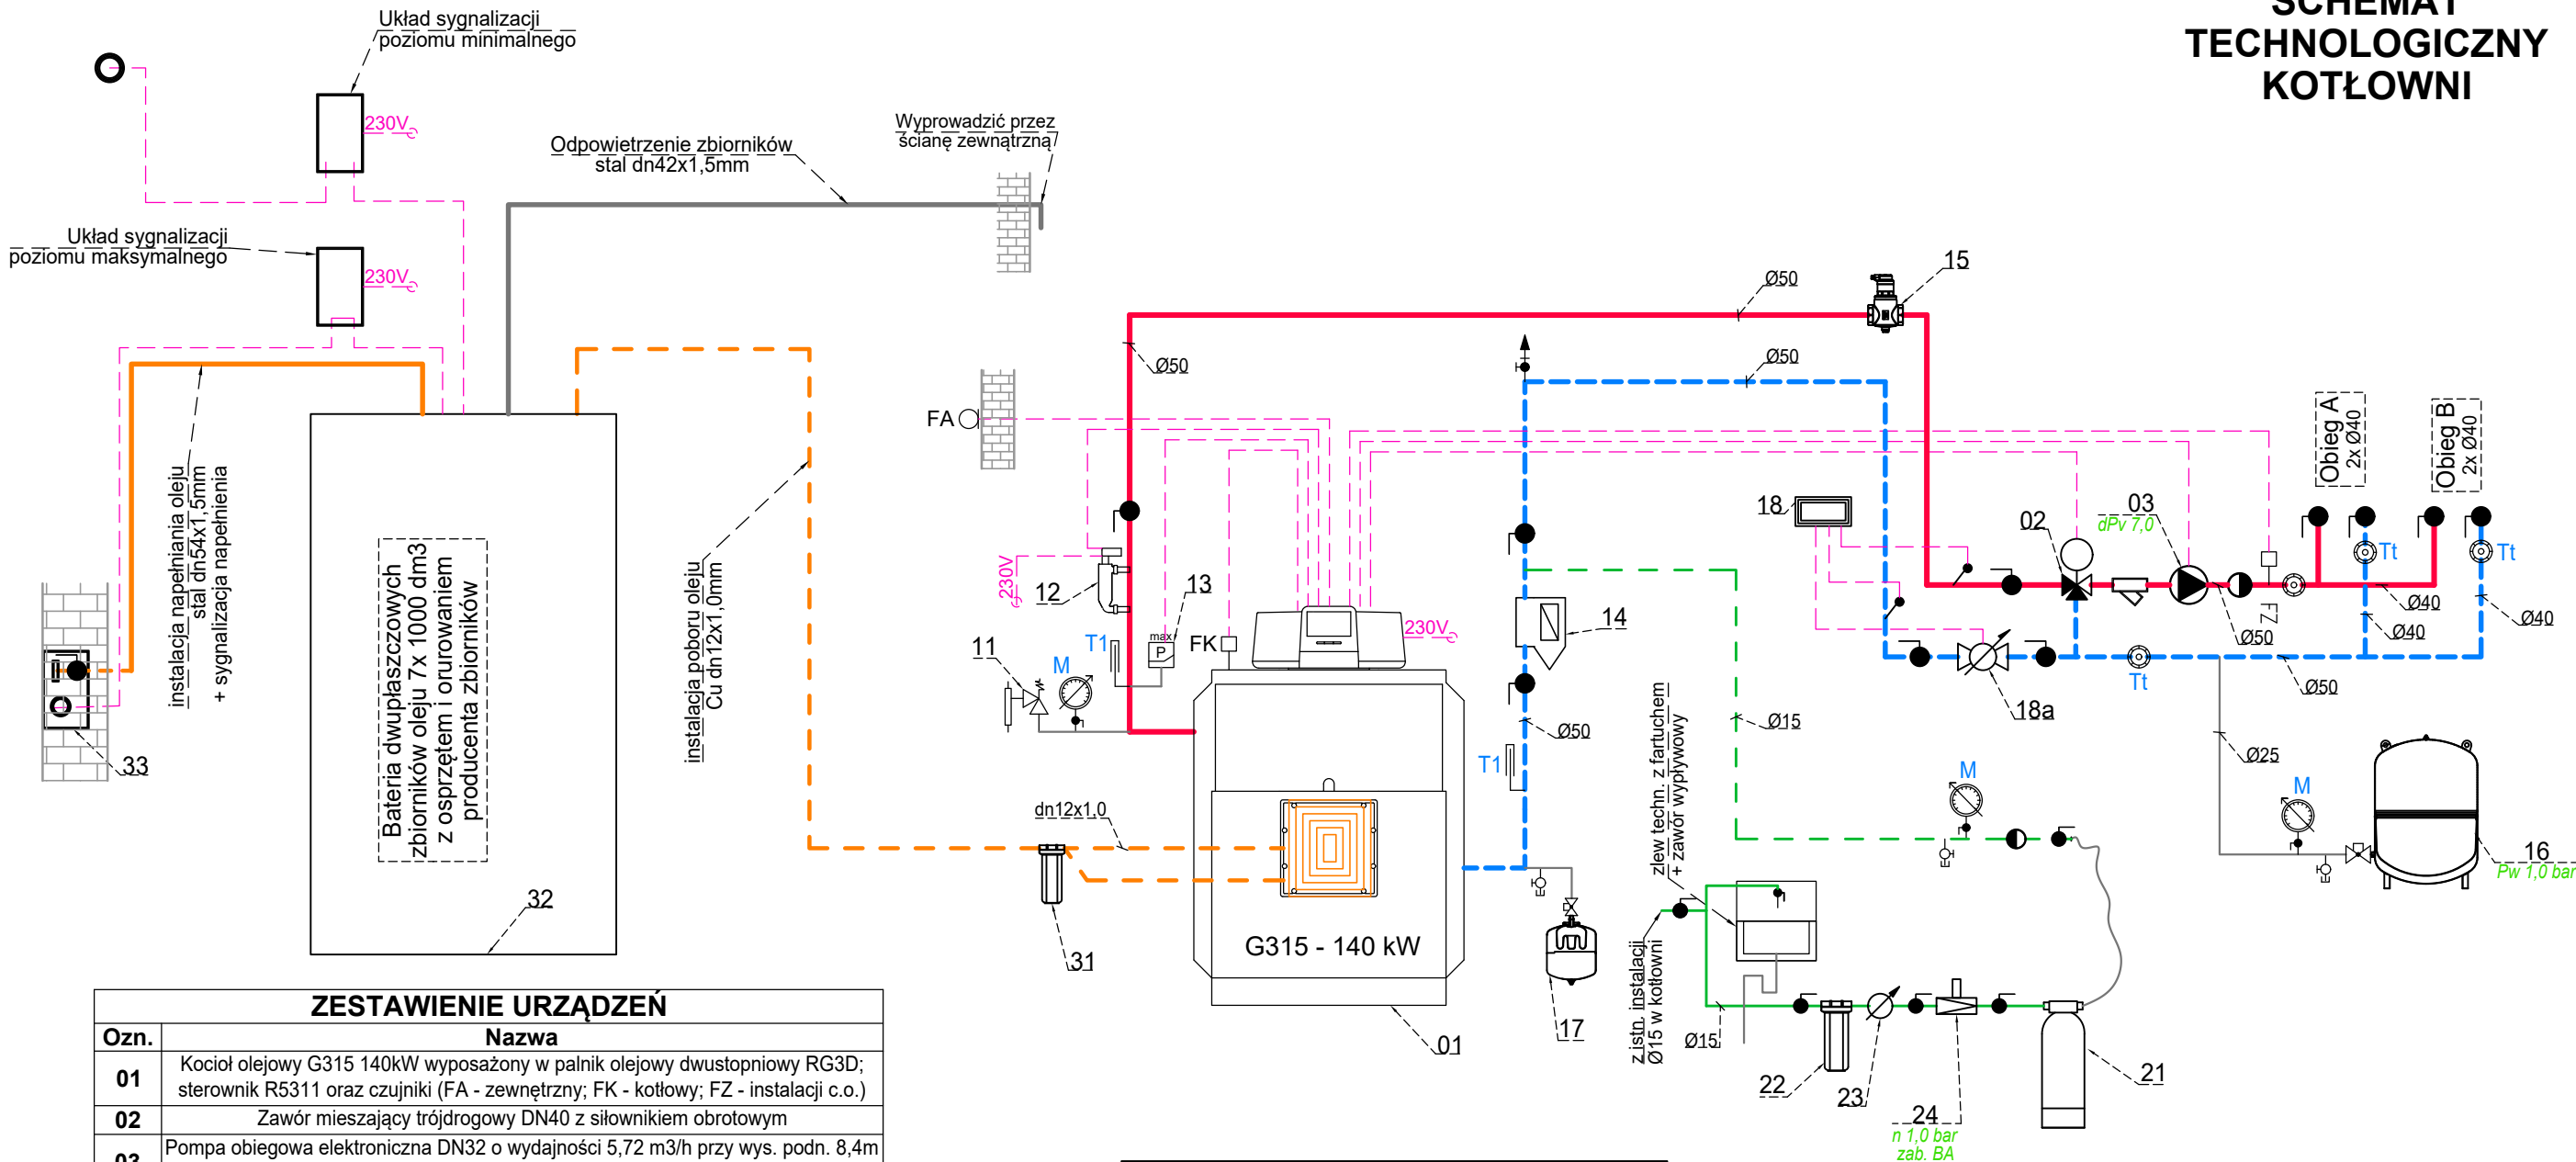 SCHEMAT
TECHNOLOGICZNY
KOTŁOWNI
Układ sygnalizacji
poziomu minimalnego
230V
Układ sygnalizacji
poziomu maksymalnego
230V
Odpowietrzenie zbiorników
stal dn42x1,5mm
Wyprowadzić przez
ścianę zewnątrzną
instalacja napełniania oleju
stal dn54x1,5mm
+ sygnalizacja napełnienia
33
Bateria dwupłaszczowych
zbiorników oleju 7x 1000 dm3
z osprzętem i orurowaniem
producenta zbiorników
32
instalacja poboru oleju
Cu dn12x1,0mm
dn12x1,0
31
FA
Ø50
Ø50
15
Ø50
230V
12
13
max
P
T1
FK
M
11
230V
G315 - 140 kW
01
14
Ø50
T1
17
18
02
03
dPv 7,0
FZ
Ø50
Obieg A
2x Ø40
Obieg B
2x Ø40
Tt
Tt
Ø40
Ø40
Ø40
18a
Tt
Ø50
Ø25
M
16
Pw 1,0 bar
Ø15
M
zlew techn. z fartuchem
+ zawór wypływowy
z istn. instalacji
Ø15 w kotłowni
Ø15
22
23
24
n 1,0 bar
zab. BA
21
ZESTAWIENIE URZĄDZEŃ
Ozn. Nazwa
01 Kocioł olejowy G315 140kW wyposażony w palnik olejowy dwustopniowy RG3D;
sterownik R5311 oraz czujniki (FA - zewnętrzny; FK - kotłowy; FZ - instalacji c.o.)
02 Zawór mieszający trójdrogowy DN40 z siłownikiem obrotowym
03 Pompa obiegowa elektroniczna DN32 o wydajności 5,72 m3/h przy wys. podn. 8,4m